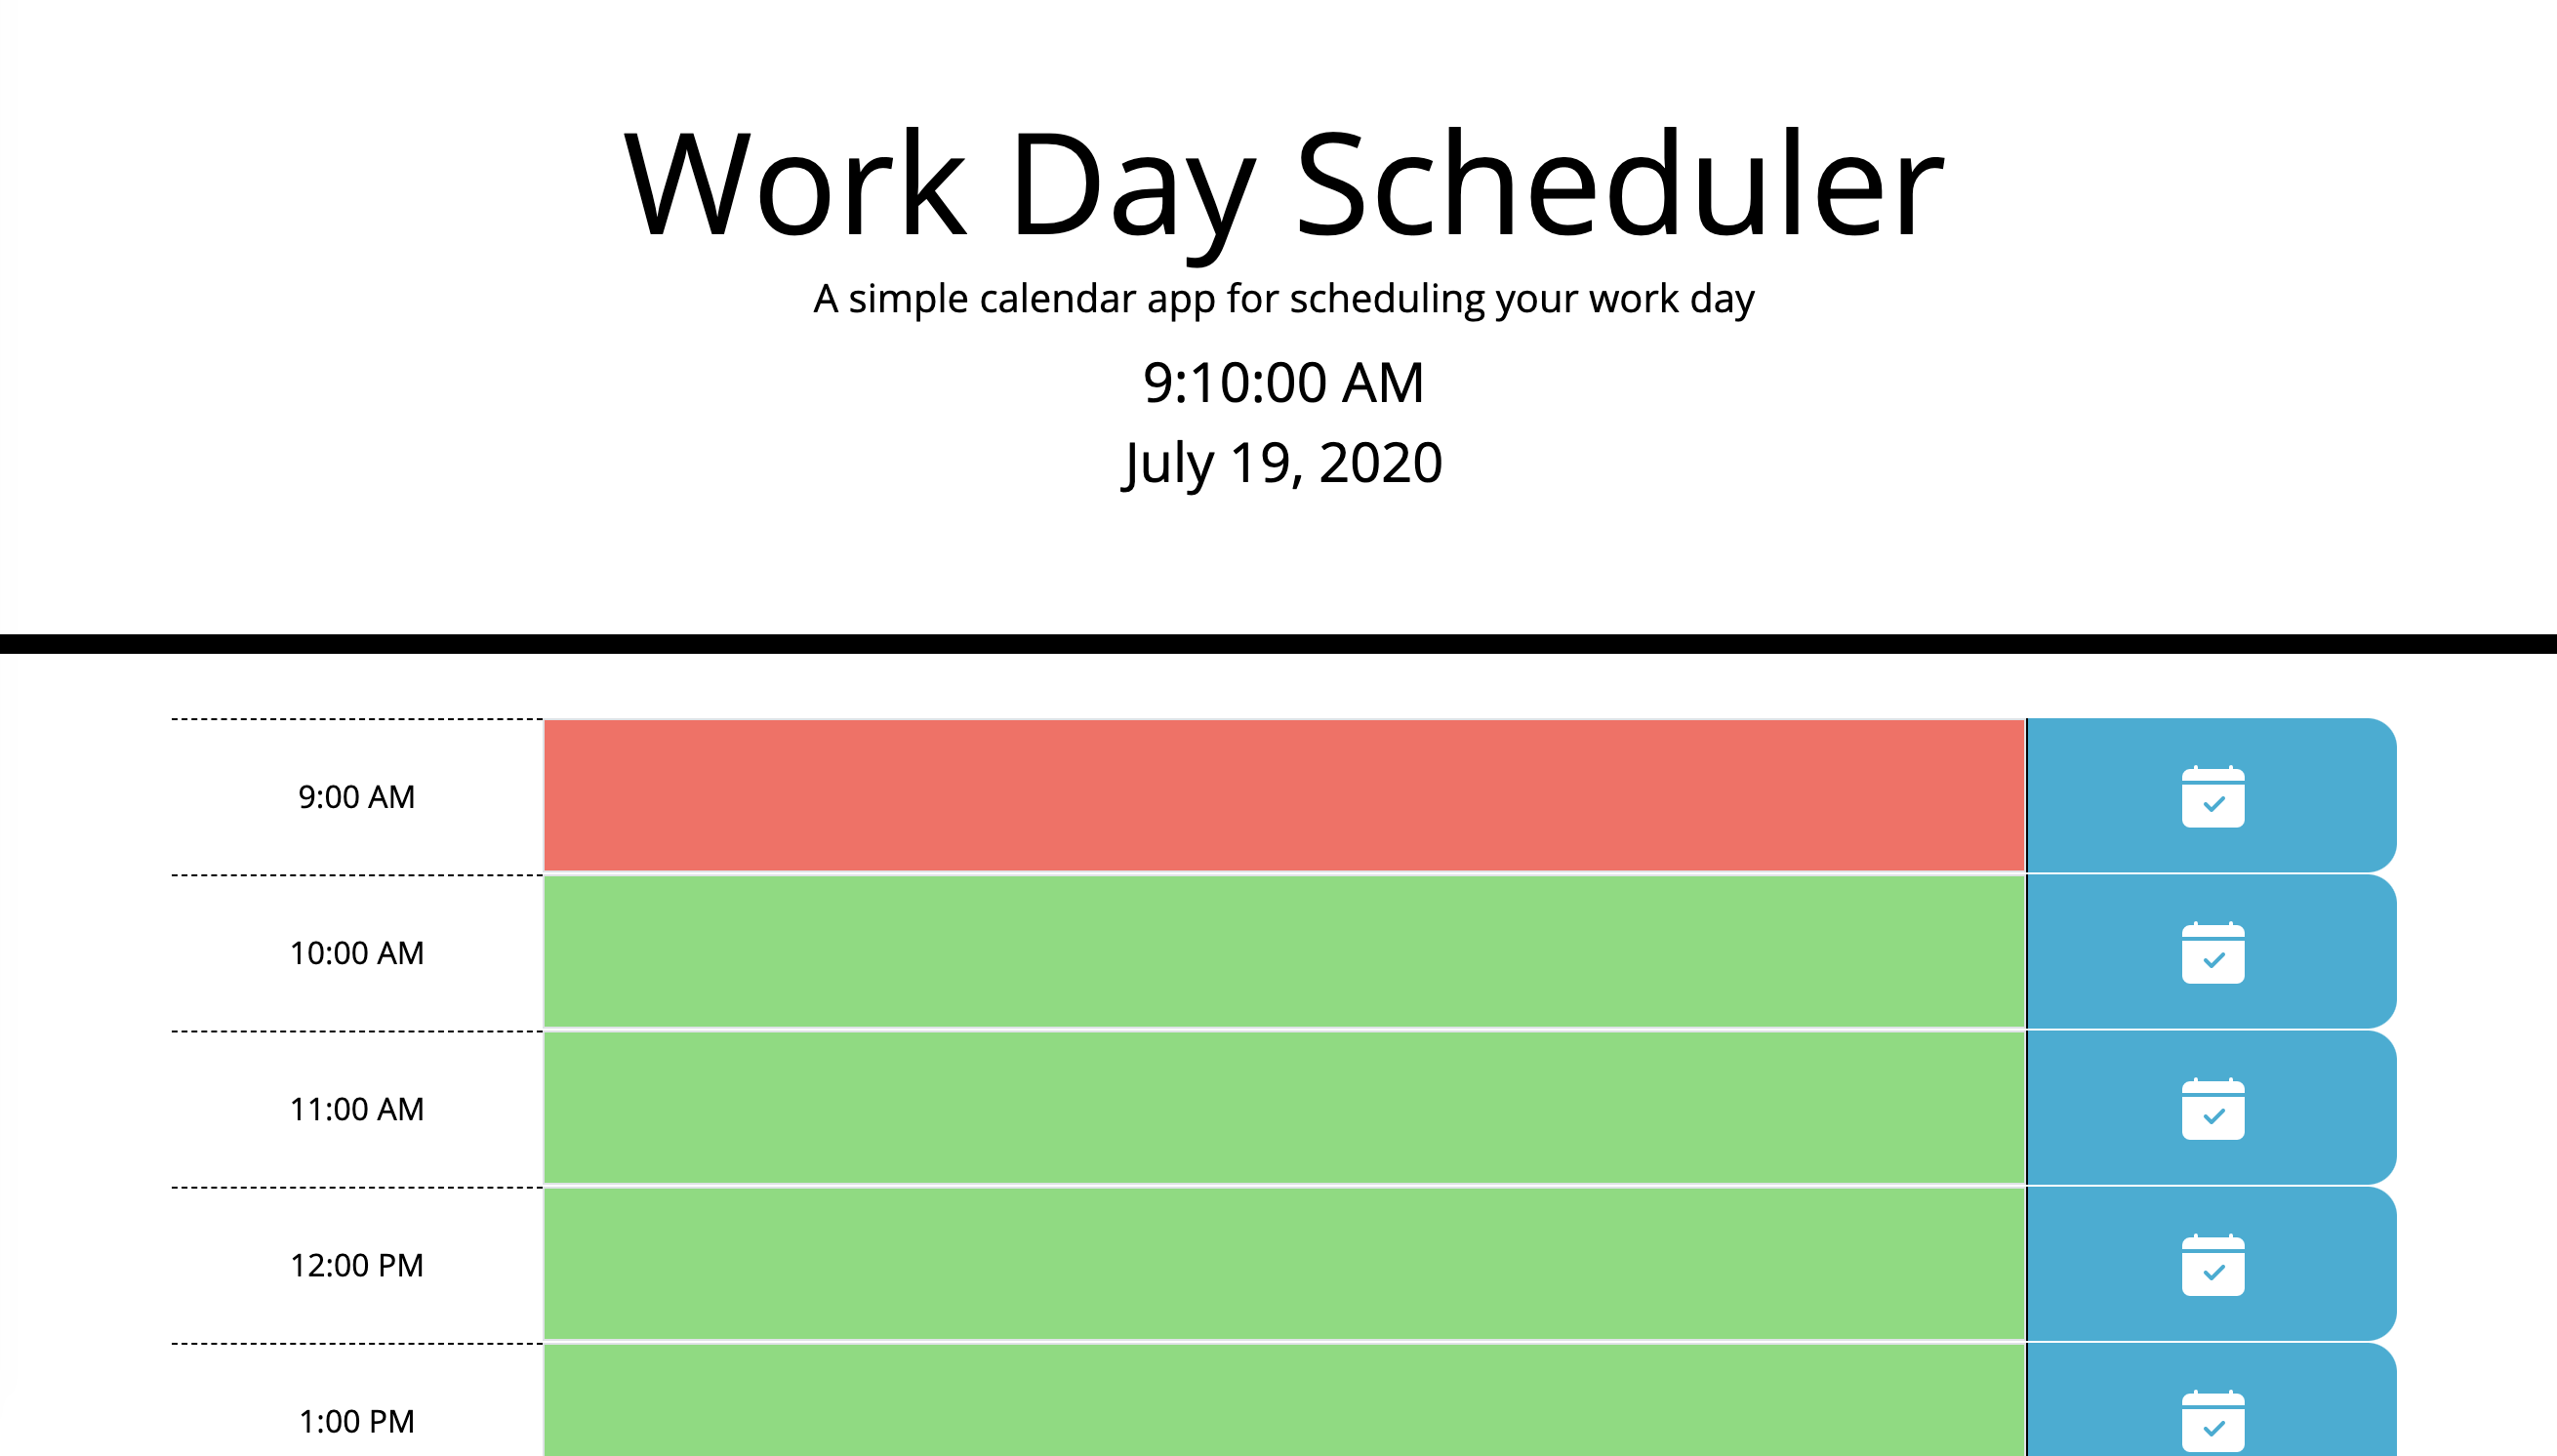 Work Day Scheduler
A simple calendar app for scheduling your work day
9:10:00 AM
July 19, 2020
9:00 AM
10:00 AM
11:00 AM
12:00 PM
1:00 PM